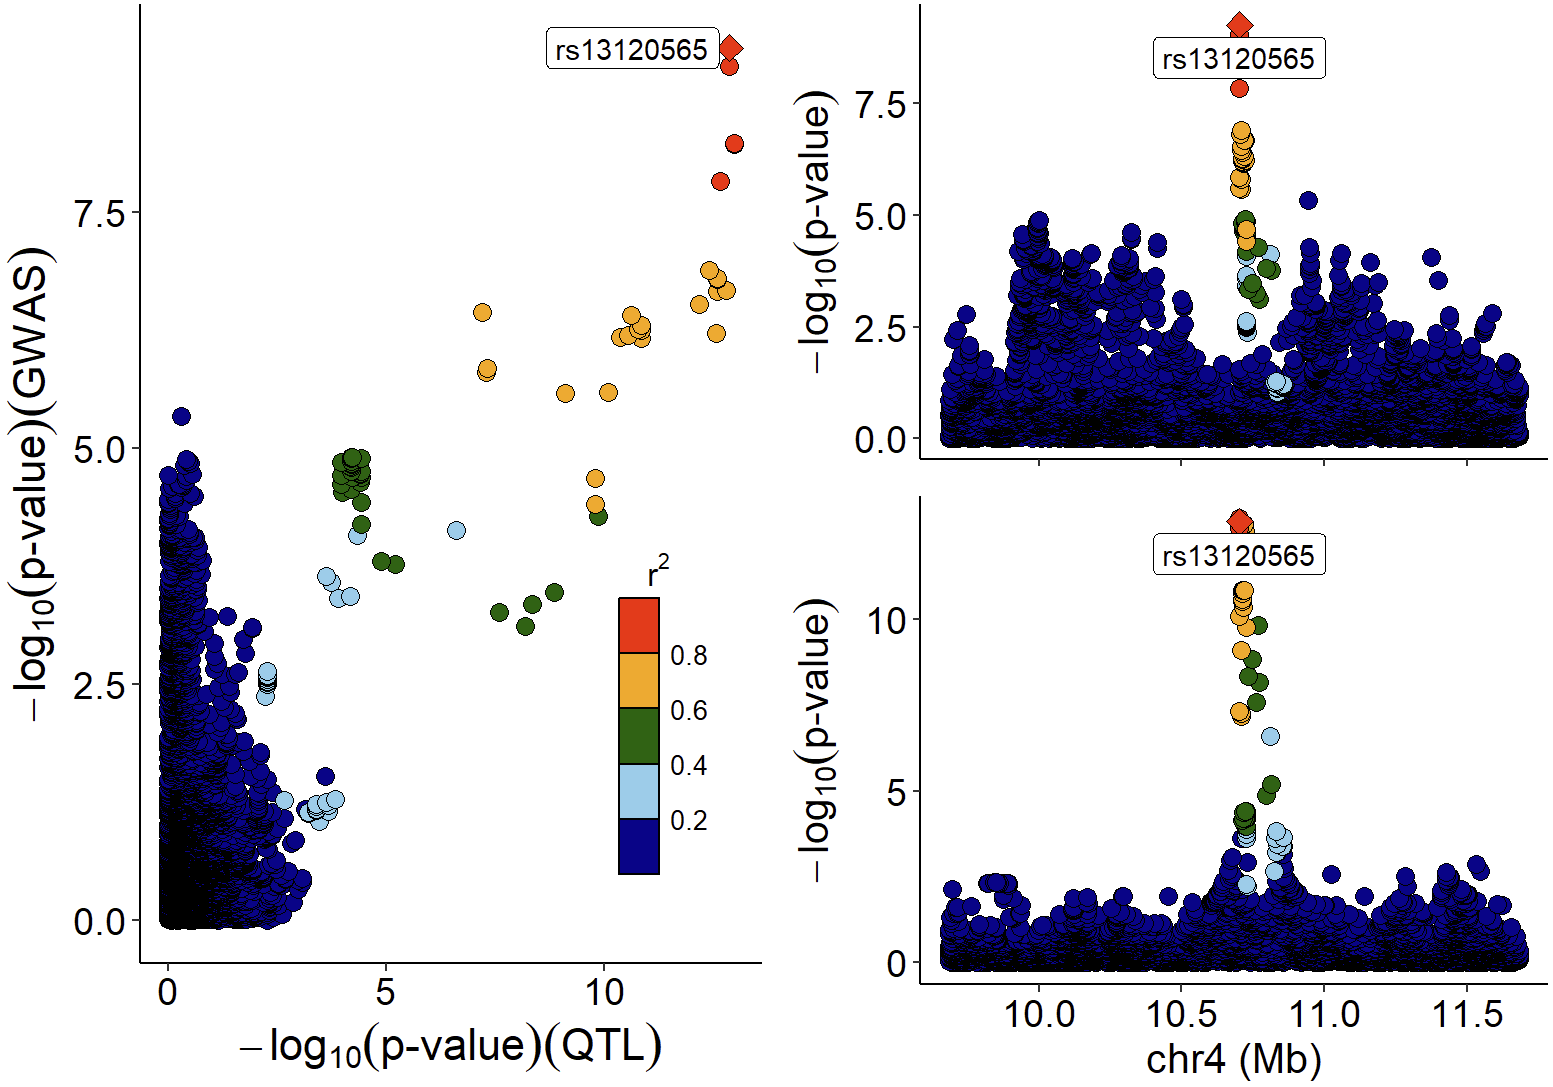 rs13120565
7.5
5.0
2.5
0.0
−log10(p-value)(GWAS)
0
5
10
−log10(p-value)(QTL)
r2
0.8
0.6
0.4
0.2
rs13120565
7.5
5.0
2.5
0.0
−log10(p-value)
rs13120565
10
5
0
−log10(p-value)
10.0 10.5 11.0 11.5
chr4 (Mb)